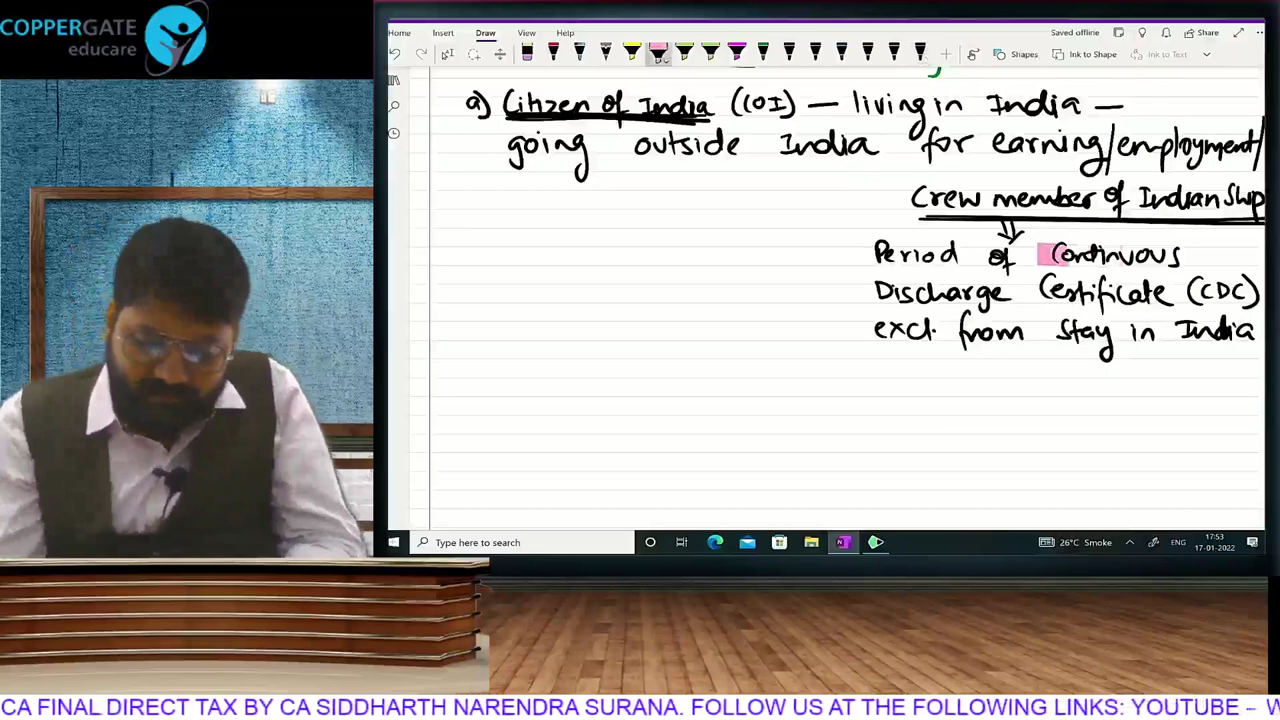 COPPERGATE
educare
Home Insert Draw View Help
Saved offline
Share
Shapes
Ink to Shape
Ink to Text
a) Citizen of India (COI) — living in India —
going outside India for earning/employment/
Crew member of Indian Ship
Period of Continuous
Discharge Certificate (CDC)
excl. from stay in India
Type here to search
26°C Smoke
ENG
17:53
17-01-2022
CA FINAL DIRECT TAX BY CA SIDDHARTH NARENDRA SURANA. FOLLOW US AT THE FOLLOWING LINKS: YOUTUBE -